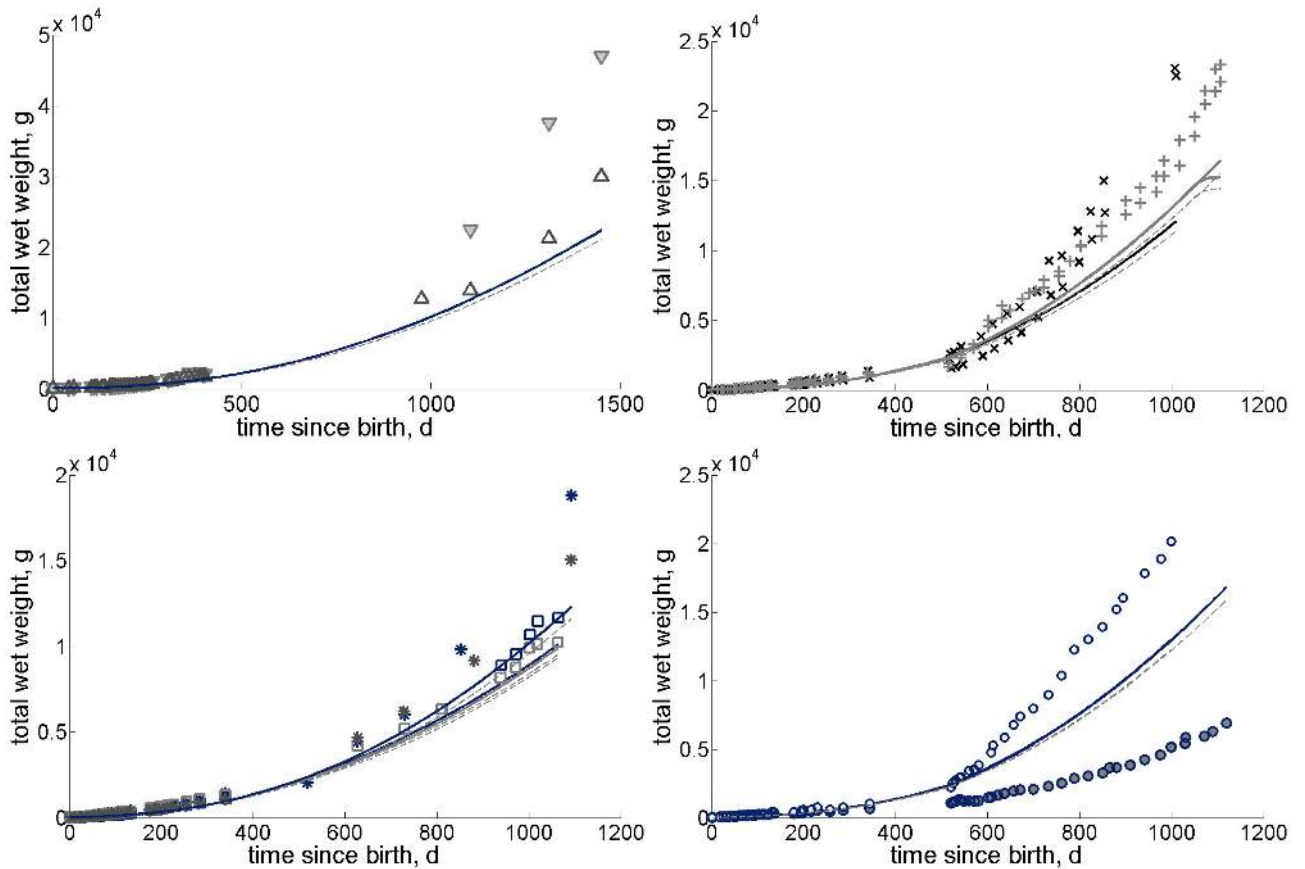 x 10^4
5
4
3
2
1
0
0 500 1000 1500
total wet weight, g
time since birth, d
x 10^4
2.5
2
1.5
1
0.5
0
0 200 400 600 800 1000 1200
total wet weight, g
time since birth, d
x 10^4
2
1.5
1
0.5
0
0 200 400 600 800 1000 1200
total wet weight, g
time since birth, d
x 10^4
2.5
2
1.5
1
0.5
0
0 200 400 600 800 1000 1200
total wet weight, g
time since birth, d